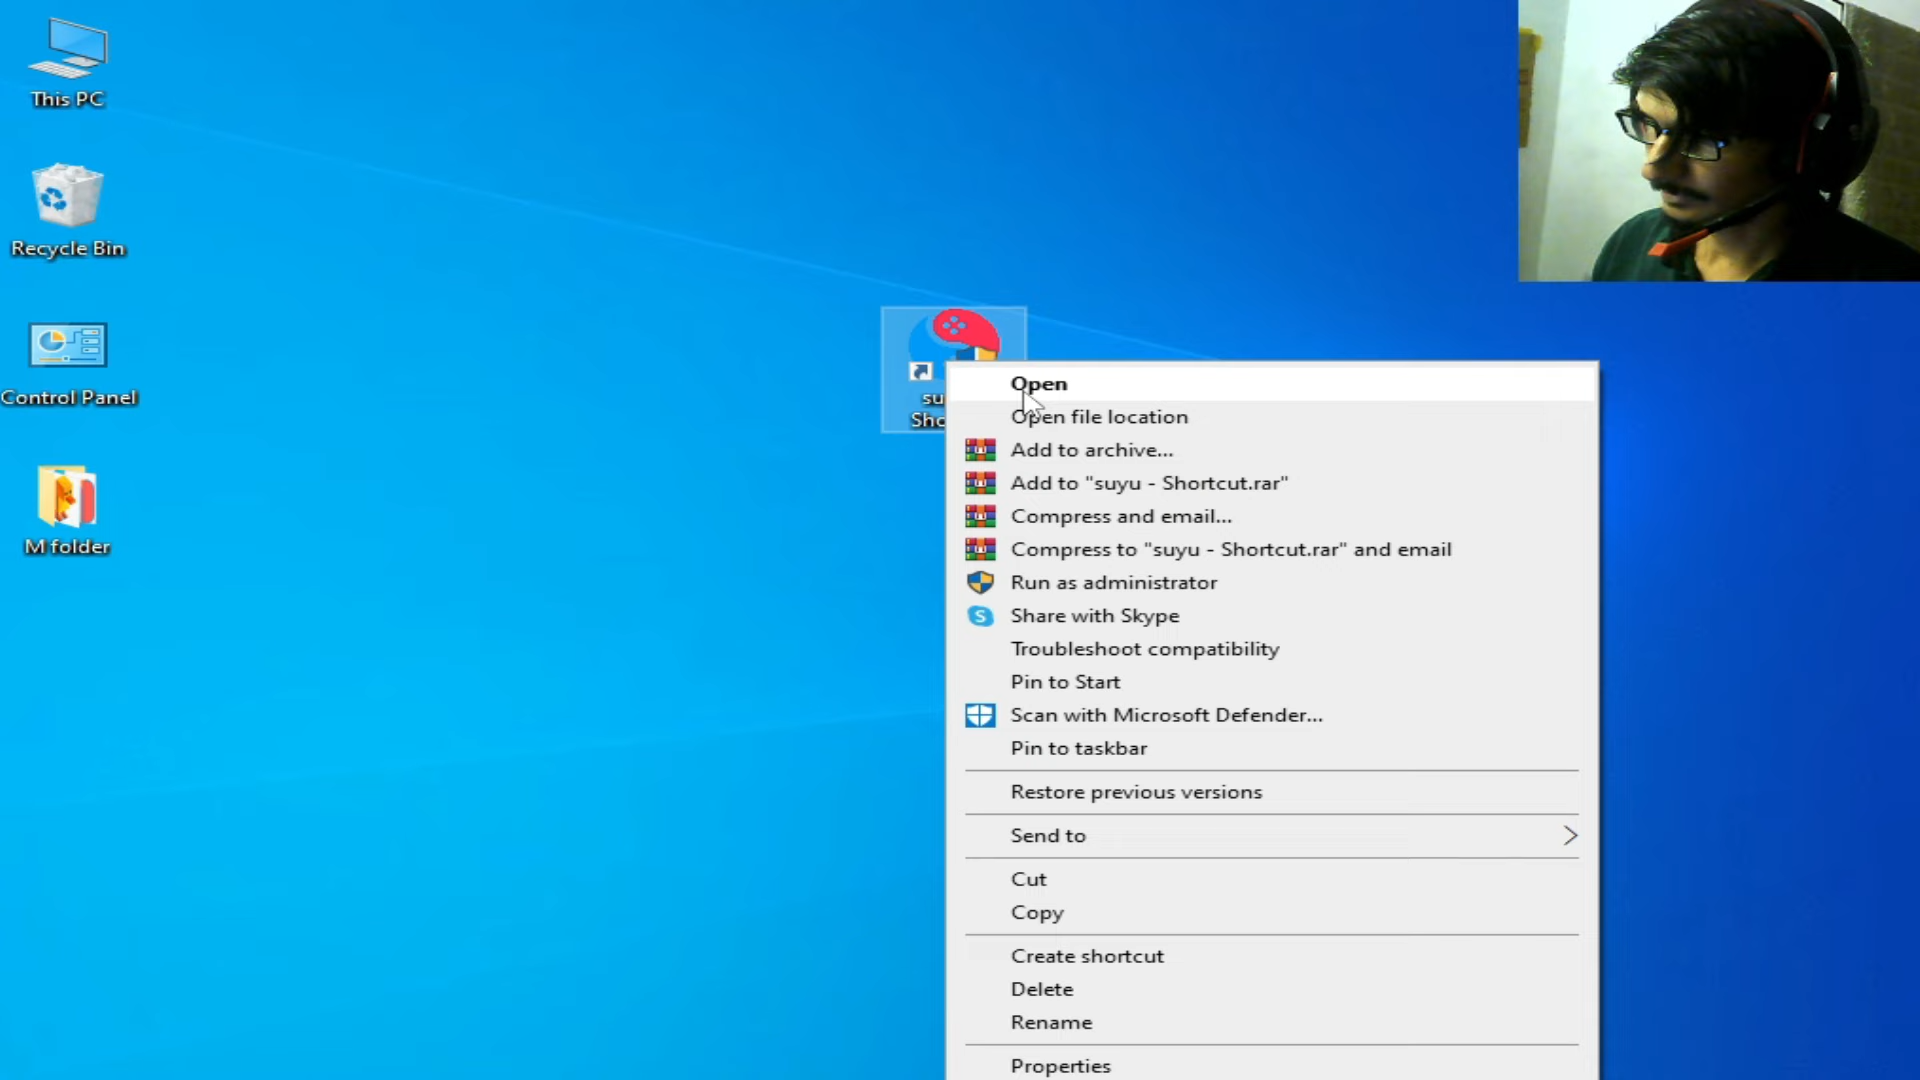 This PC
Recycle Bin
Control Panel
M folder
su
Sho
Open
Open file location
Add to archive...
Add to "suyu - Shortcut.rar"
Compress and email...
Compress to "suyu - Shortcut.rar" and email
Run as administrator
Share with Skype
Troubleshoot compatibility
Pin to Start
Scan with Microsoft Defender...
Pin to taskbar
Restore previous versions
Send to
Cut
Copy
Create shortcut
Delete
Rename
Properties